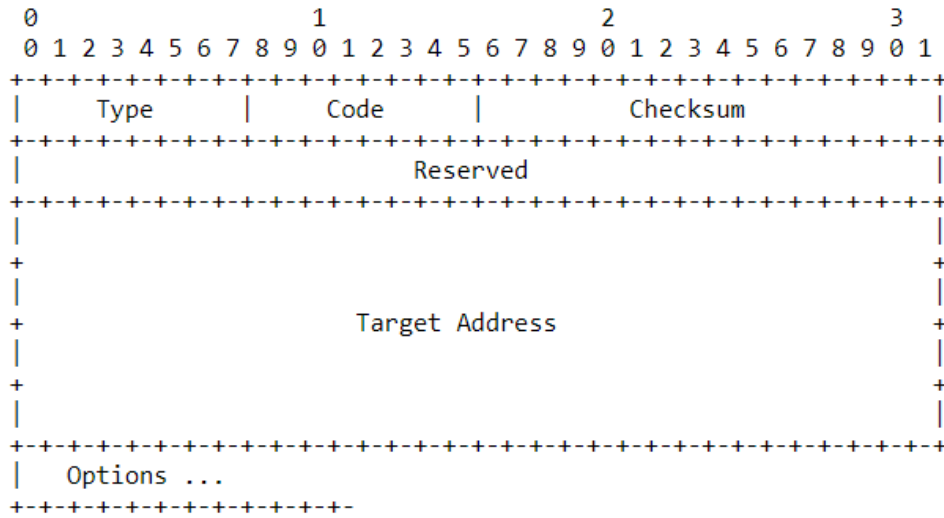 0                   1                   2                   3
 0 1 2 3 4 5 6 7 8 9 0 1 2 3 4 5 6 7 8 9 0 1 2 3 4 5 6 7 8 9 0 1
+-+-+-+-+-+-+-+-+-+-+-+-+-+-+-+-+-+-+-+-+-+-+-+-+-+-+-+-+-+-+-+-+
|     Type      |     Code      |          Checksum             |
+-+-+-+-+-+-+-+-+-+-+-+-+-+-+-+-+-+-+-+-+-+-+-+-+-+-+-+-+-+-+-+-+
|                           Reserved                            |
+-+-+-+-+-+-+-+-+-+-+-+-+-+-+-+-+-+-+-+-+-+-+-+-+-+-+-+-+-+-+-+-+
|                                                               |
+                                                               +
|                                                               |
+                       Target Address                          +
|                                                               |
+                                                               +
|                                                               |
+-+-+-+-+-+-+-+-+-+-+-+-+-+-+-+-+-+-+-+-+-+-+-+-+-+-+-+-+-+-+-+-+
|   Options ...
+-+-+-+-+-+-+-+-+-+-+-+-